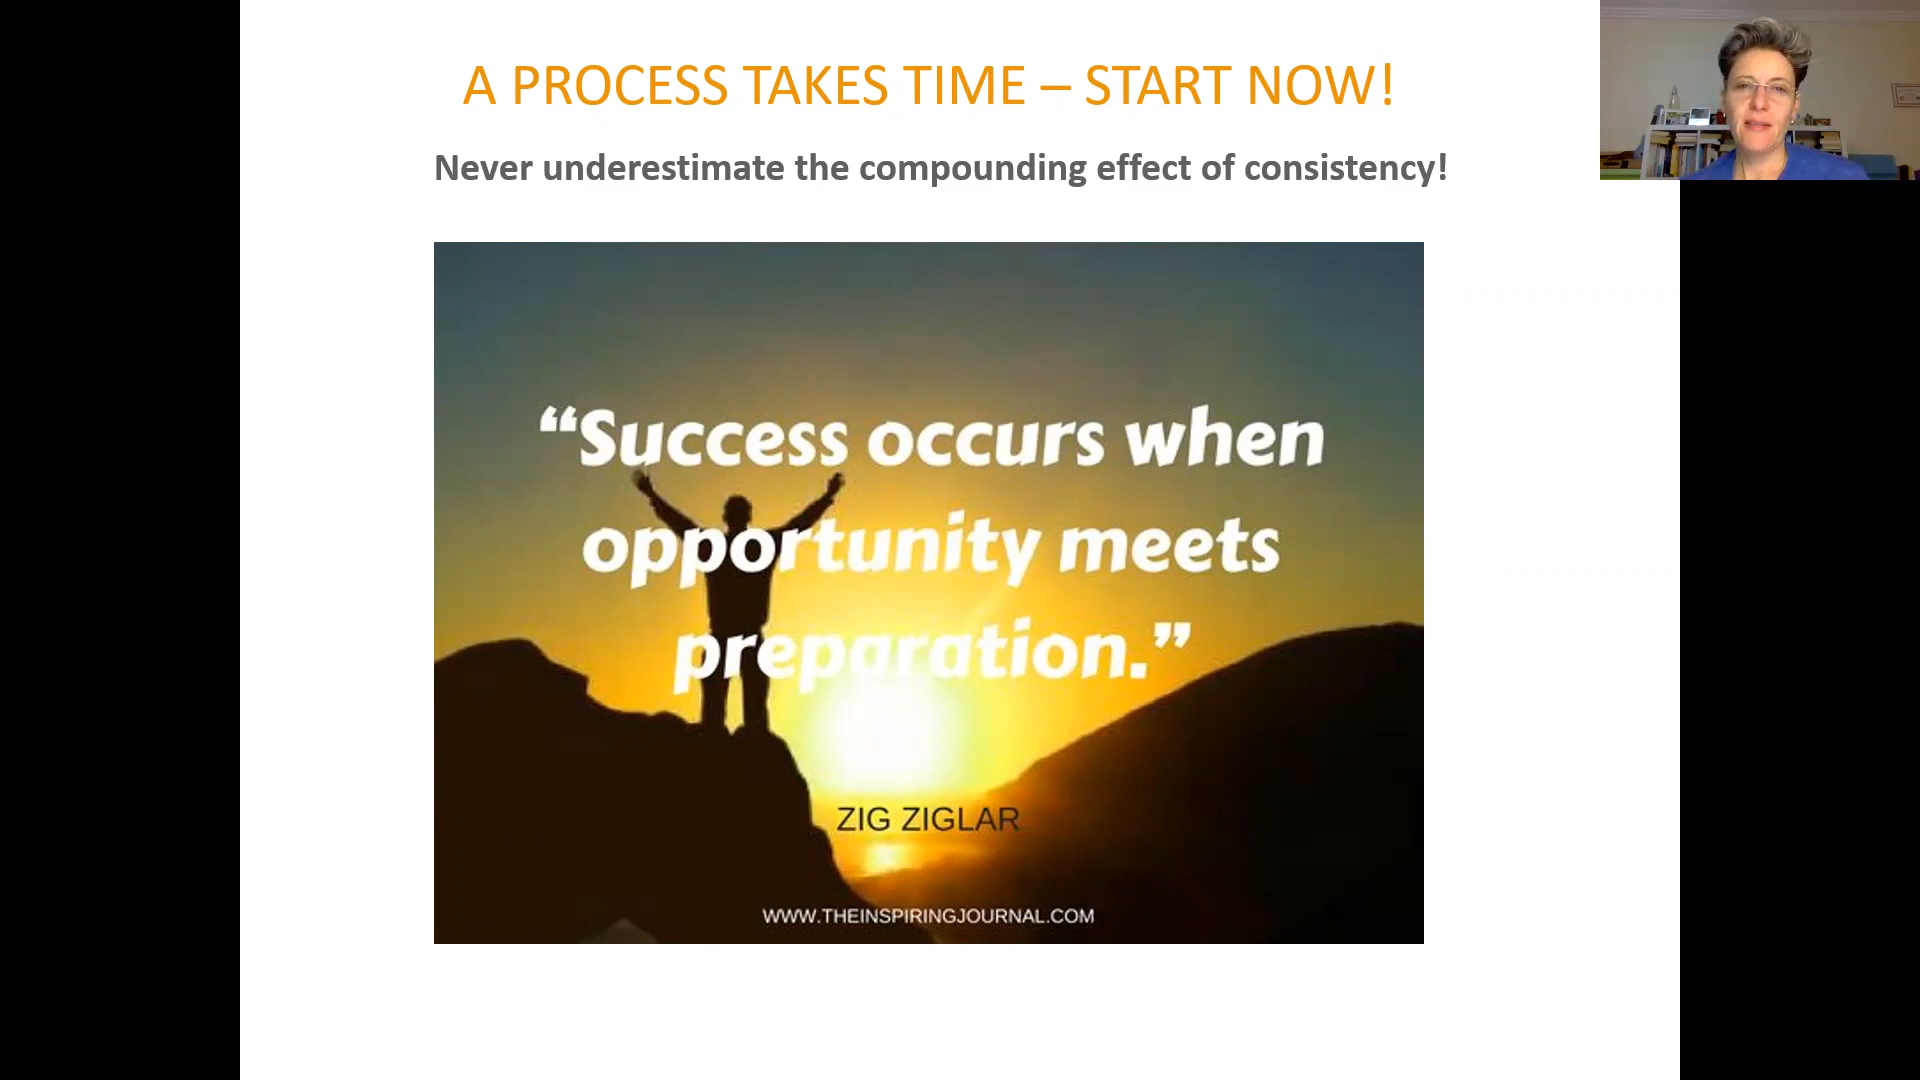 A PROCESS TAKES TIME – START NOW!
Never underestimate the compounding effect of consistency!
“Success occurs when
opportunity meets
preparation.”
ZIG ZIGLAR
WWW.THEINSPIRINGJOURNAL.COM